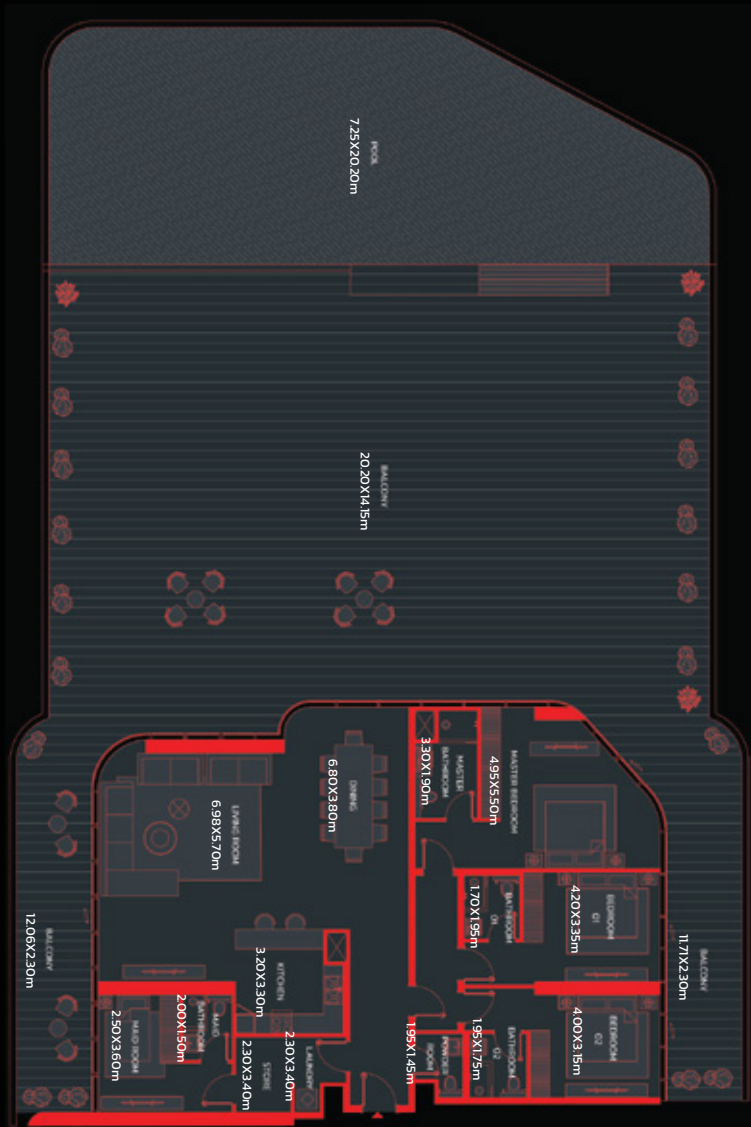 POOL
7.25X20.20m
BALCONY
20.20X14.15m
MASTER BEDROOM
4.95X5.50m
MASTER
BATHROOM
3.30X1.90m
DINING
6.80X3.80m
LIVING ROOM
6.98X5.70m
BEDROOM
01
4.20X3.35m
BATHROOM
01
1.70X1.95m
BALCONY
11.71X2.30m
BALCONY
12.06X2.30m
KITCHEN
3.20X3.30m
BEDROOM
02
4.00X3.15m
BATHROOM
02
1.95X1.75m
POWDER
ROOM
1.95X1.45m
MAID
BATHROOM
2.00X1.50m
MAID ROOM
2.50X3.60m
LAUNDRY
2.30X3.40m
STORE
2.30X3.40m